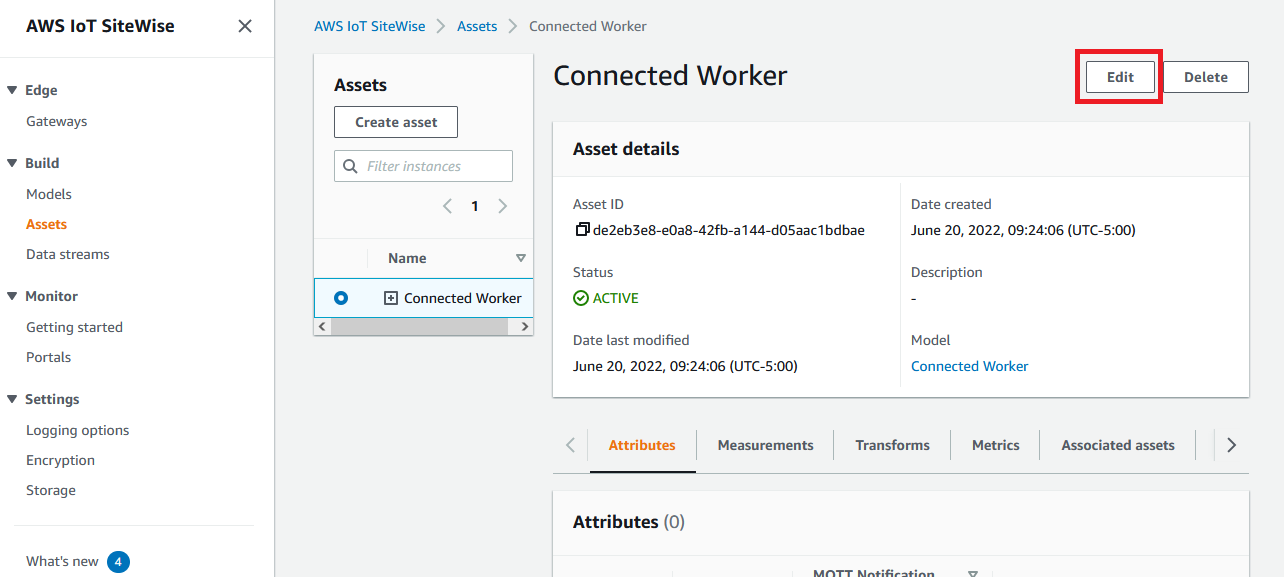 AWS IoT SiteWise
Edge
Gateways
Build
Models
Assets
Data streams
Monitor
Getting started
Portals
Settings
Logging options
Encryption
Storage
What's new 4
AWS IoT SiteWise > Assets > Connected Worker
Assets
Create asset
Filter instances
1
Name
Connected Worker
Connected Worker
Edit Delete
Asset details
Asset ID
de2eb3e8-e0a8-42fb-a144-d05aac1bdbae
Status
ACTIVE
Date last modified
June 20, 2022, 09:24:06 (UTC-5:00)
Date created
June 20, 2022, 09:24:06 (UTC-5:00)
Description
-
Model
Connected Worker
Attributes Measurements Transforms Metrics Associated assets
Attributes (0)
MQTT Notification